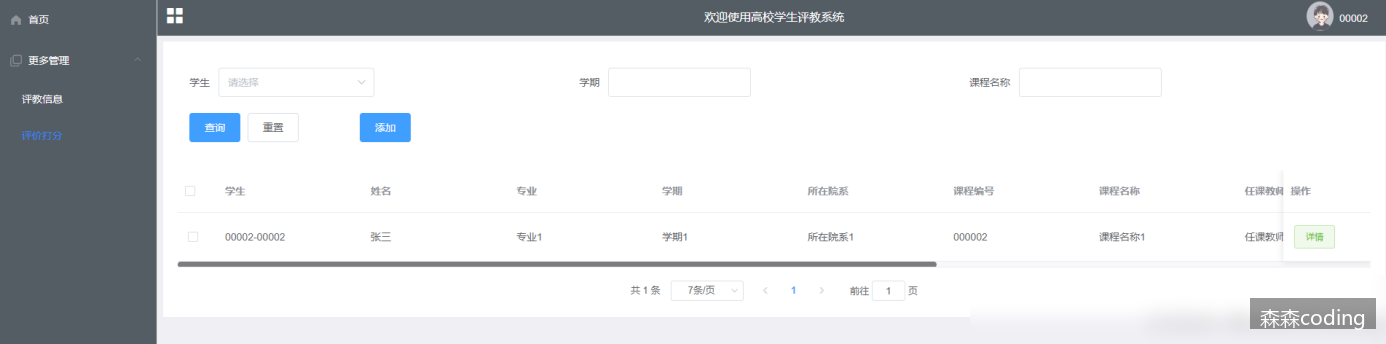 首页
欢迎使用高校学生评教系统
00002
更多管理
评教信息
评价打分
学生 请选择 学期 课程名称
查询 重置 添加
学生 姓名 专业 学期 所在院系 课程编号 课程名称 任课教师 操作
00002-00002 张三 专业1 学期1 所在院系1 000002 课程名称1 任课教师 详情
共 1 条 7条/页 1 前往 1 页
森森coding